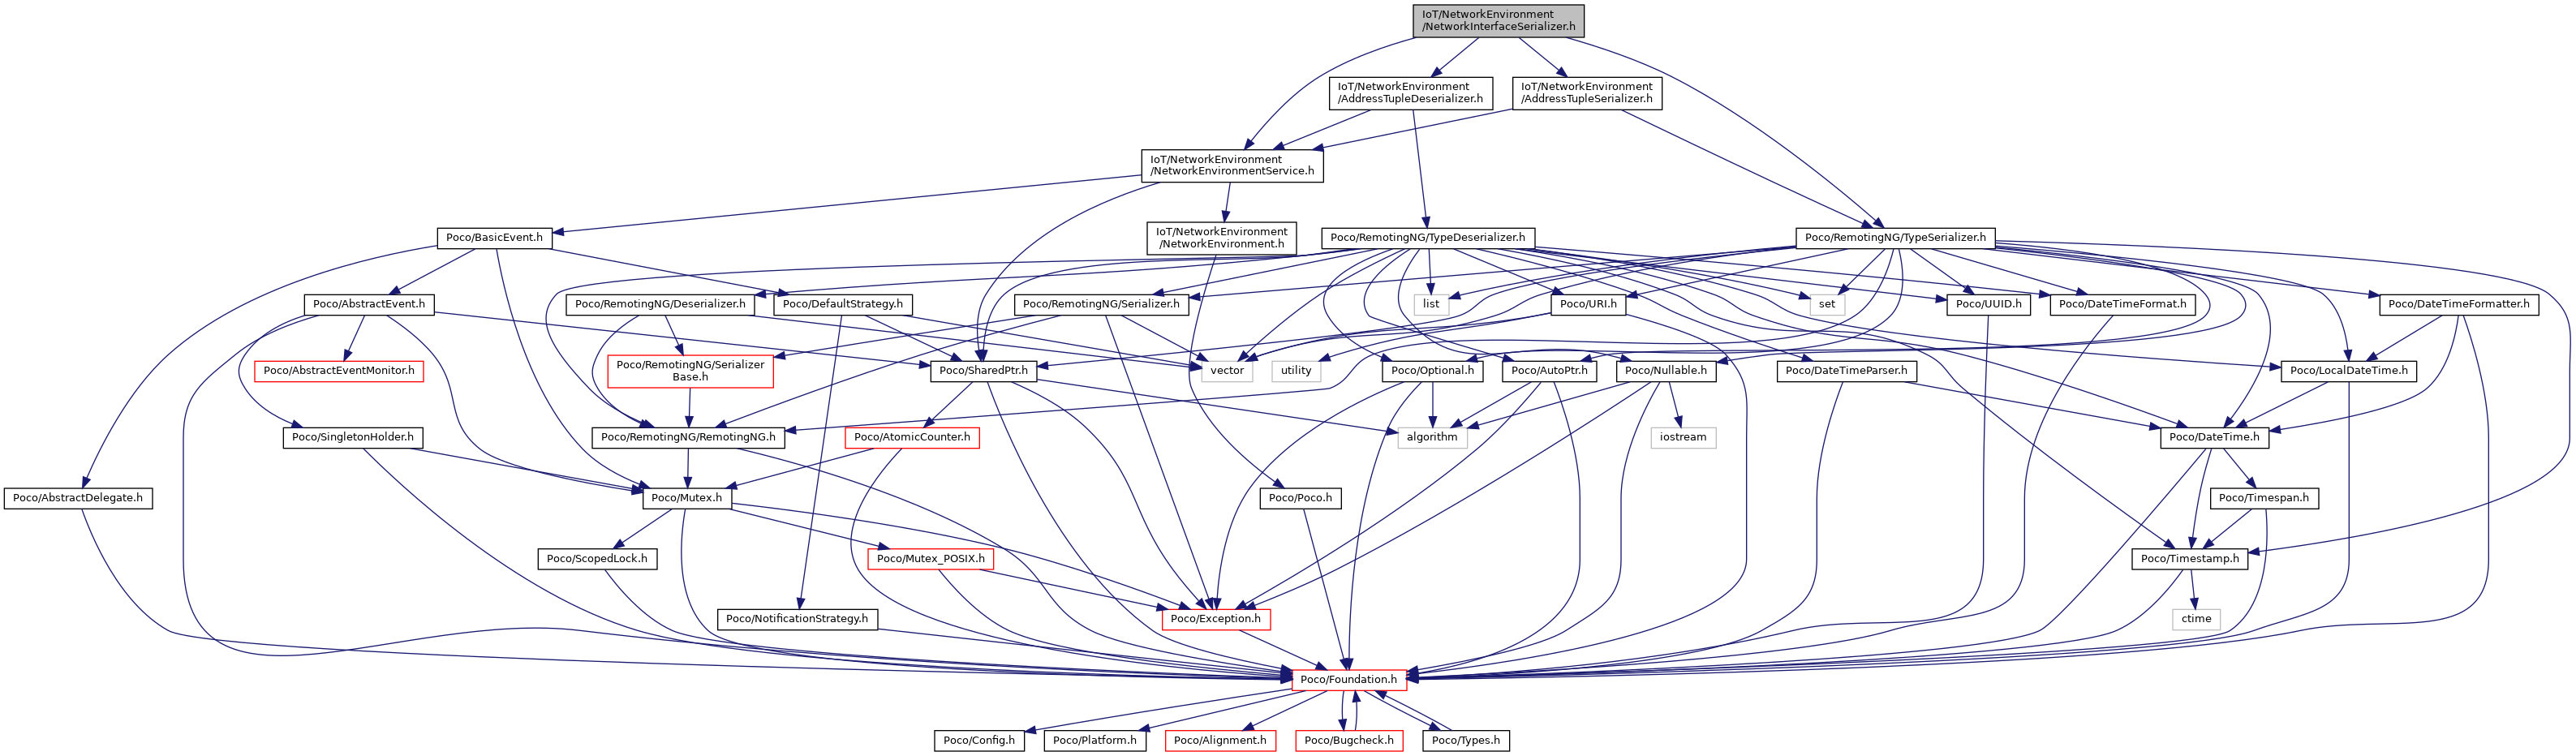 IoT/NetworkEnvironment
/NetworkInterfaceSerializer.h
IoT/NetworkEnvironment
/AddressTupleDeserializer.h
IoT/NetworkEnvironment
/AddressTupleSerializer.h
IoT/NetworkEnvironment
/NetworkEnvironmentService.h
Poco/BasicEvent.h
IoT/NetworkEnvironment
/NetworkEnvironment.h
Poco/RemotingNG/TypeDeserializer.h
Poco/RemotingNG/TypeSerializer.h
Poco/AbstractEvent.h
Poco/RemotingNG/Deserializer.h
Poco/DefaultStrategy.h
Poco/RemotingNG/Serializer.h
list
Poco/URI.h
set
Poco/UUID.h
Poco/DateTimeFormat.h
Poco/DateTimeFormatter.h
Poco/AbstractEventMonitor.h
Poco/RemotingNG/Serializer
Base.h
Poco/SharedPtr.h
vector
utility
Poco/Optional.h
Poco/AutoPtr.h
Poco/Nullable.h
Poco/DateTimeParser.h
Poco/LocalDateTime.h
Poco/SingletonHolder.h
Poco/RemotingNG/RemotingNG.h
Poco/AtomicCounter.h
algorithm
iostream
Poco/DateTime.h
Poco/AbstractDelegate.h
Poco/Mutex.h
Poco/Poco.h
Poco/Timespan.h
Poco/ScopedLock.h
Poco/Mutex_POSIX.h
Poco/Timestamp.h
Poco/NotificationStrategy.h
Poco/Exception.h
ctime
Poco/Foundation.h
Poco/Config.h
Poco/Platform.h
Poco/Alignment.h
Poco/Bugcheck.h
Poco/Types.h